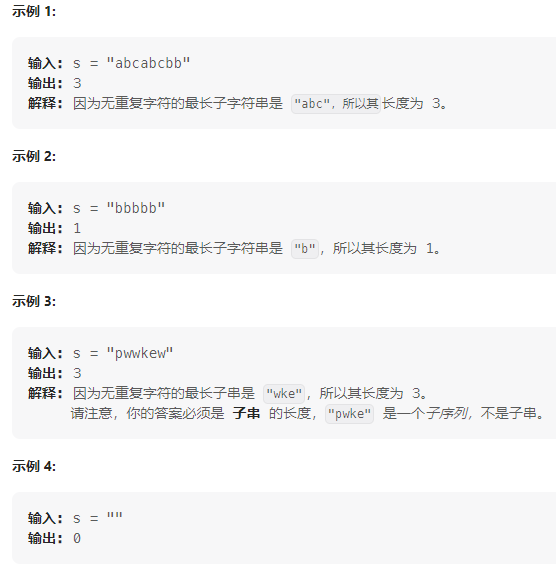 示例 1:
输入: s = "abcabcbb"
输出: 3
解释: 因为无重复字符的最长子字符串是 "abc"，所以其长度为 3。
示例 2:
输入: s = "bbbbb"
输出: 1
解释: 因为无重复字符的最长子字符串是 "b"，所以其长度为 1。
示例 3:
输入: s = "pwwkew"
输出: 3
解释: 因为无重复字符的最长子串是 "wke"，所以其长度为 3。
请注意，你的答案必须是 子串 的长度，"pwke" 是一个子序列，不是子串。
示例 4:
输入: s = ""
输出: 0